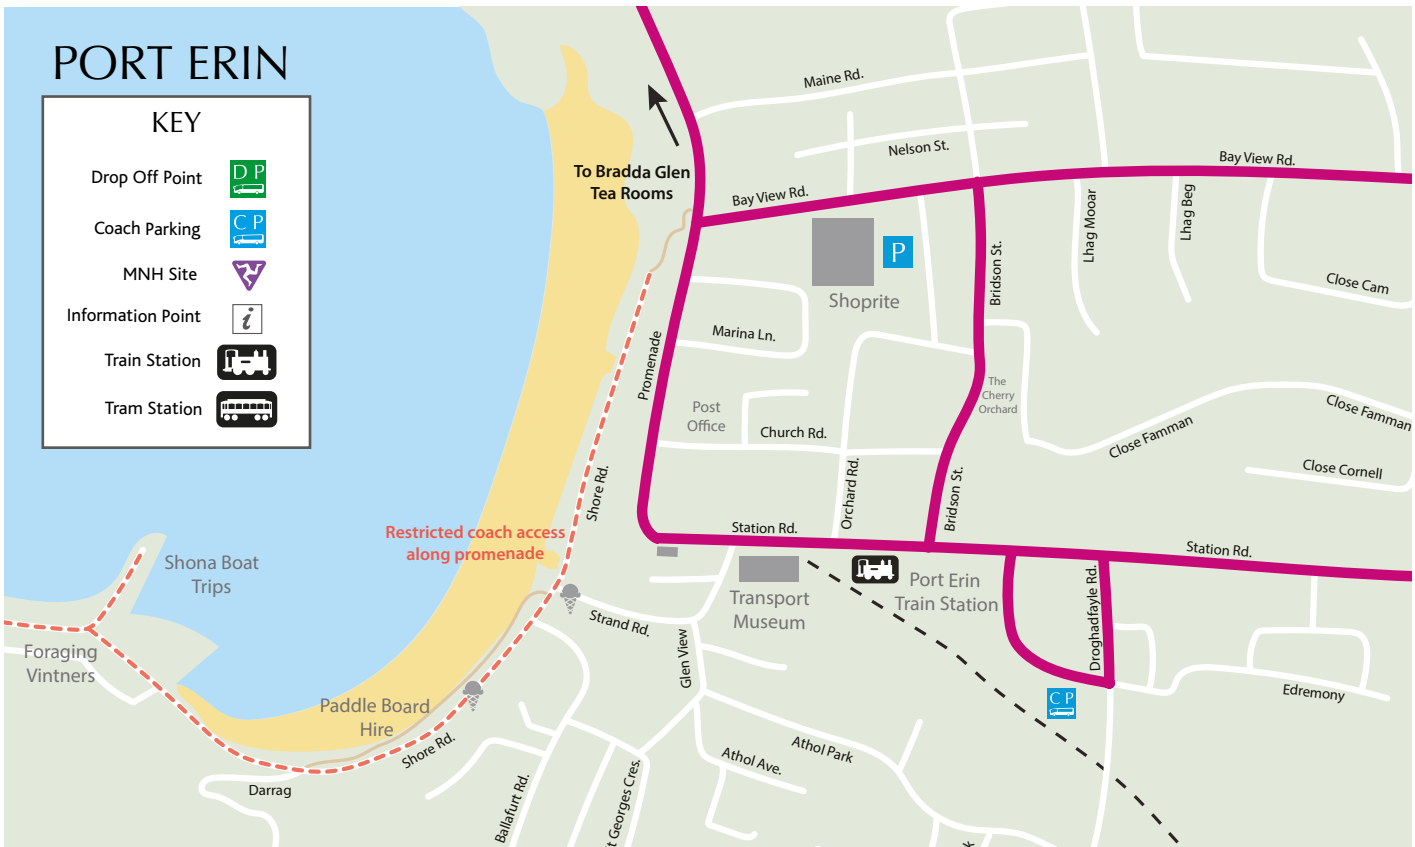 PORT ERIN
KEY
Drop Off Point
D P
Coach Parking
C P
MNH Site
Information Point
i
Train Station
Tram Station
Maine Rd.
Nelson St.
Bay View Rd.
To Bradda Glen
Tea Rooms
Bay View Rd.
Lhag Mooar
Lhag Beg
P
Bridson St.
Close Cam
Shoprite
Marina Ln.
Promenade
The
Cherry
Orchard
Post
Office
Church Rd.
Close Famman
Close Famman
Close Cornell
Shore Rd.
Orchard Rd.
Bridson St.
Restricted coach access
along promenade
Station Rd.
Station Rd.
Shona Boat
Trips
Port Erin
Train Station
Transport
Museum
Droghadfayle Rd.
Strand Rd.
Foraging
Vintners
Glen View
Edremony
C P
Paddle Board
Hire
Shore Rd.
Athol Park
Athol Ave.
Darrag
Ballafurt Rd.
t Georges Cres.
k